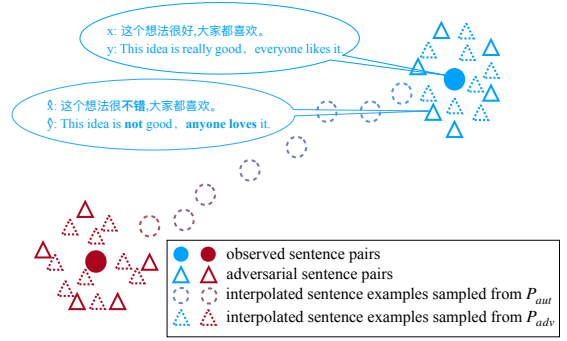 x: 这个想法很好,大家都喜欢。
y: This idea is really good，everyone likes it.
x̂: 这个想法很不错,大家都喜欢。
ŷ: This idea is not good，anyone loves it.
observed sentence pairs
adversarial sentence pairs
interpolated sentence examples sampled from P_aut
interpolated sentence examples sampled from P_adv